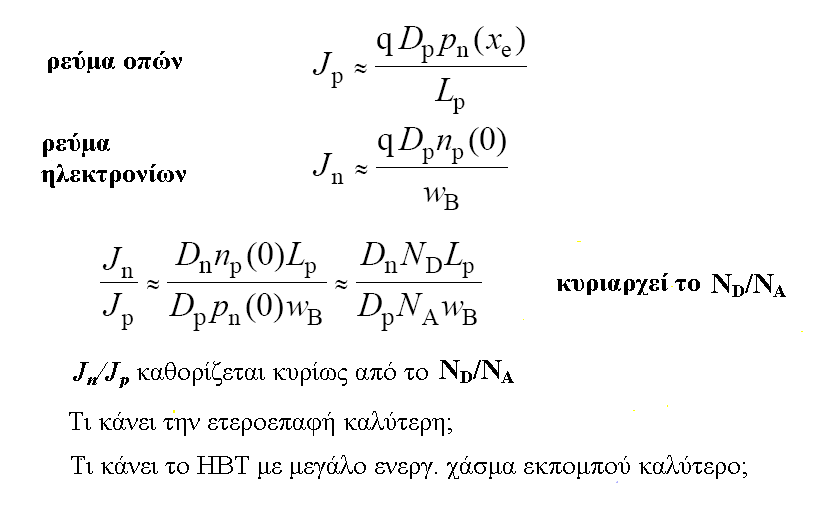 ρεύμα οπών J_p ≈ q D_p p_n(x_e) / L_p
ρεύμα
ηλεκτρονίων J_n ≈ q D_p n_p(0) / w_B
J_n / J_p ≈ D_n n_p(0) L_p / D_p p_n(0) w_B ≈ D_n N_D L_p / D_p N_A w_B κυριαρχεί το N_D/N_A
J_n/J_p καθορίζεται κυρίως από το N_D/N_A
Τι κάνει την ετεροεπαφή καλύτερη;
Τι κάνει το HBT με μεγάλο ενεργ. χάσμα εκπομπού καλύτερο;